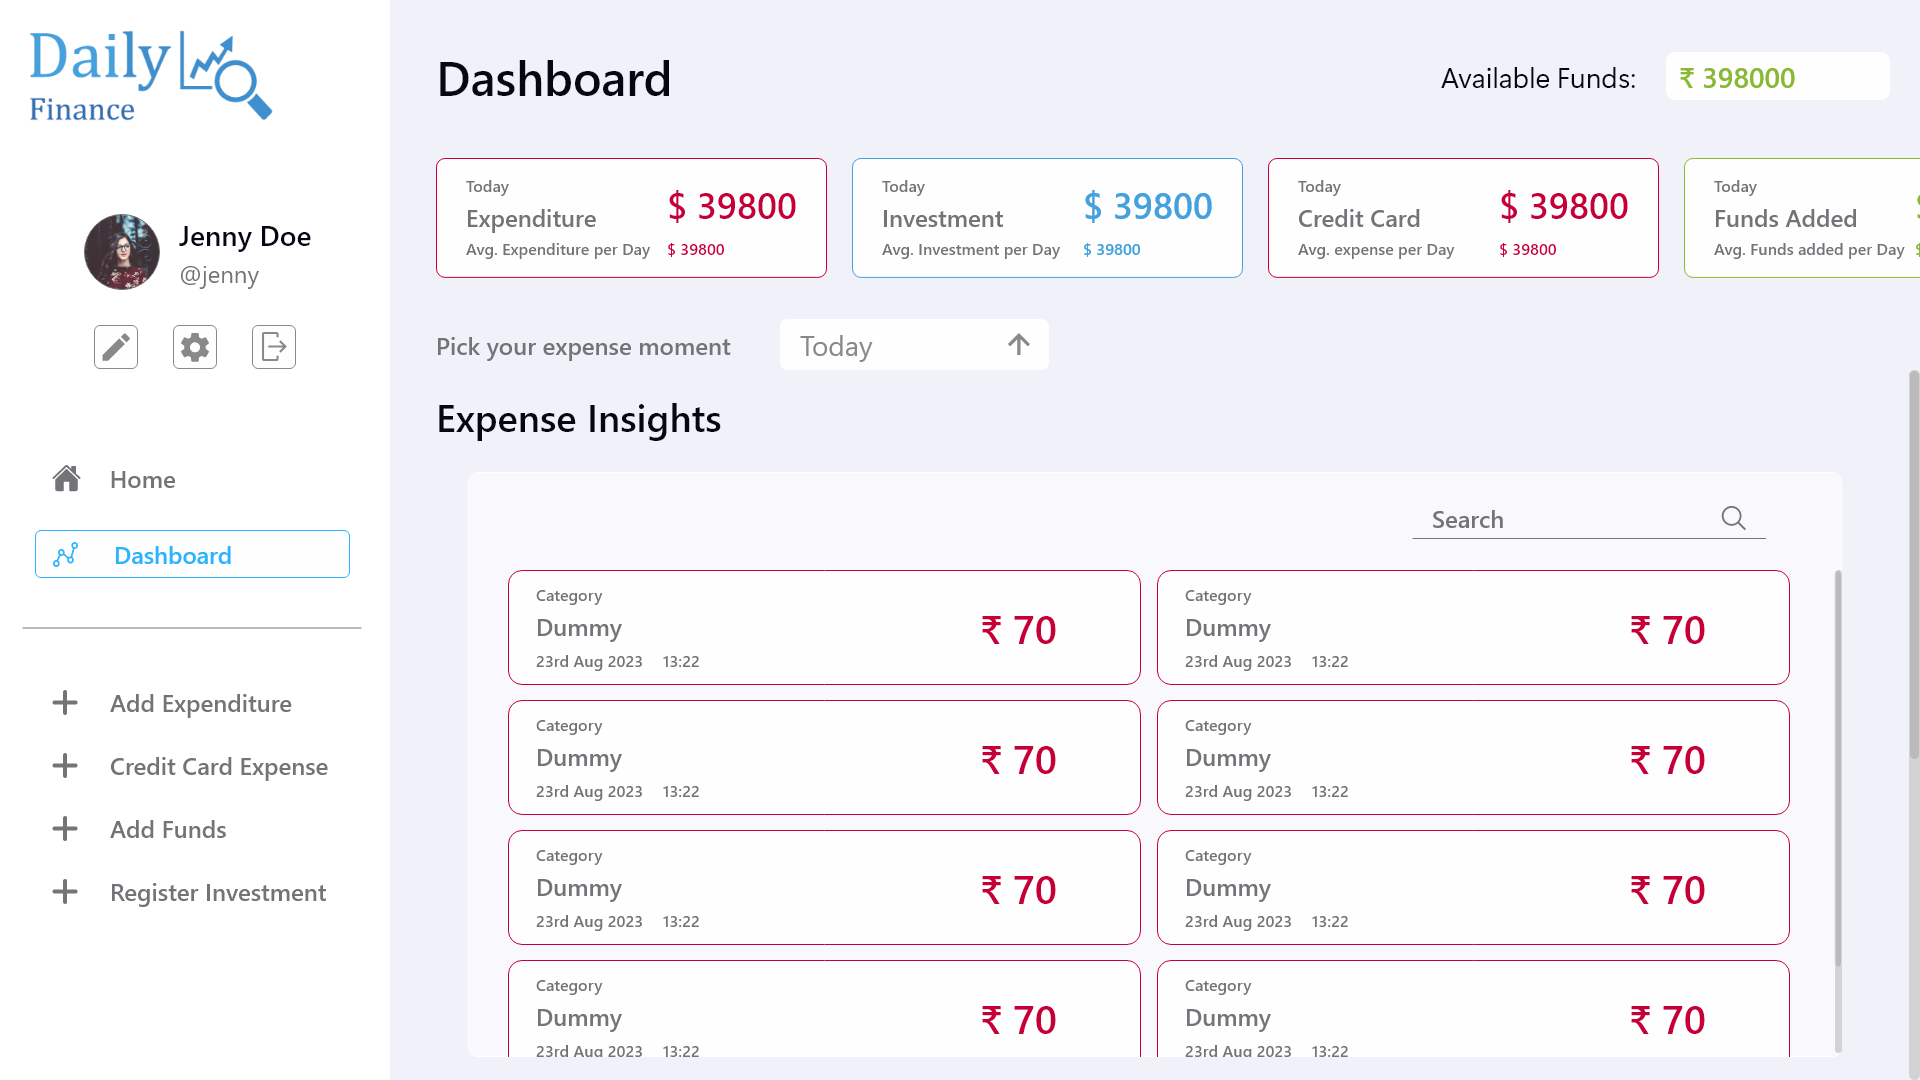 Daily
Finance
Jenny Doe
@jenny
Home
Dashboard
Add Expenditure
Credit Card Expense
Add Funds
Register Investment
Dashboard
Available Funds:
₹ 398000
Today
Expenditure
$ 39800
Avg. Expenditure per Day
$ 39800
Today
Investment
$ 39800
Avg. Investment per Day
$ 39800
Today
Credit Card
$ 39800
Avg. expense per Day
$ 39800
Today
Funds Added
Avg. Funds added per Day
Pick your expense moment
Today
Expense Insights
Search
Category
Dummy
₹ 70
23rd Aug 2023 13:22
Category
Dummy
₹ 70
23rd Aug 2023 13:22
Category
Dummy
₹ 70
23rd Aug 2023 13:22
Category
Dummy
₹ 70
23rd Aug 2023 13:22
Category
Dummy
₹ 70
23rd Aug 2023 13:22
Category
Dummy
₹ 70
23rd Aug 2023 13:22
Category
Dummy
₹ 70
23rd Aug 2023 13:22
Category
Dummy
₹ 70
23rd Aug 2023 13:22